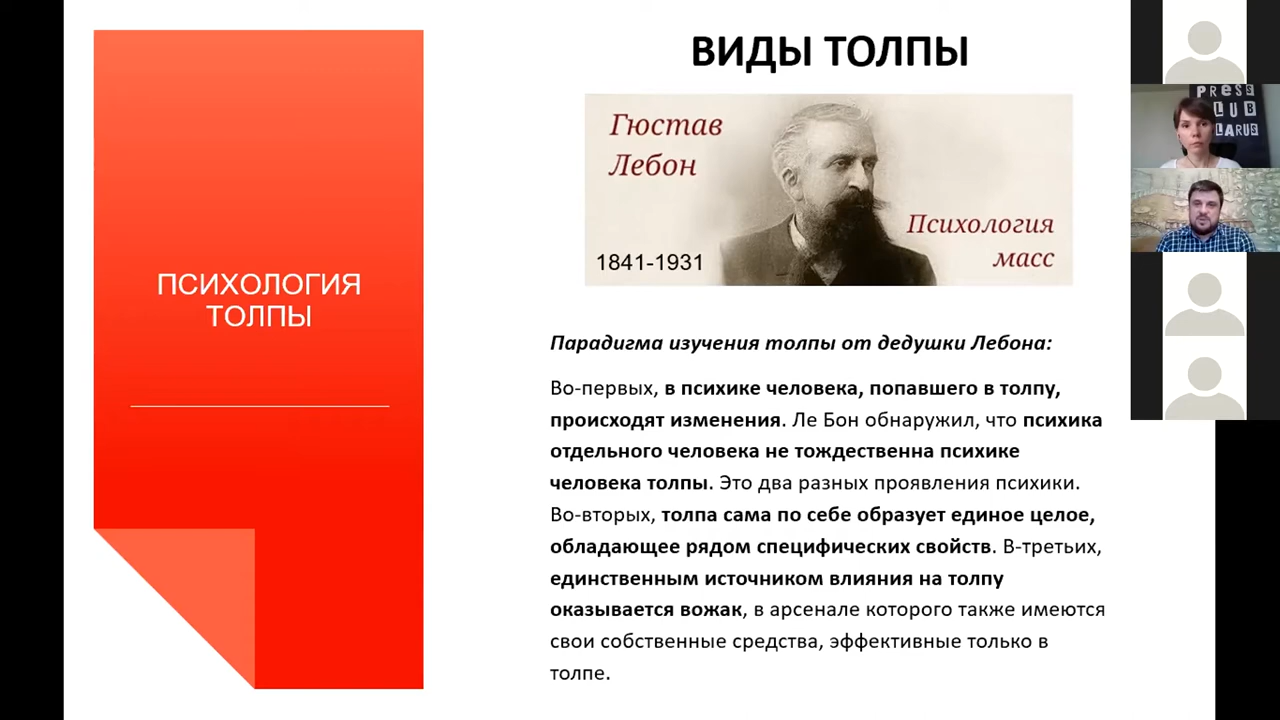 ПСИХОЛОГИЯ
ТОЛПЫ
ВИДЫ ТОЛПЫ
Гюстав
Лебон
1841-1931
Психология
масс
Парадигма изучения толпы от дедушки Лебона:
Во-первых, в психике человека, попавшего в толпу,
происходят изменения. Ле Бон обнаружил, что психика
отдельного человека не тождественна психике
человека толпы. Это два разных проявления психики.
Во-вторых, толпа сама по себе образует единое целое,
обладающее рядом специфических свойств. В-третьих,
единственным источником влияния на толпу
оказывается вожак, в арсенале которого также имеются
свои собственные средства, эффективные только в
толпе.
PRESS
LUB
LARUS